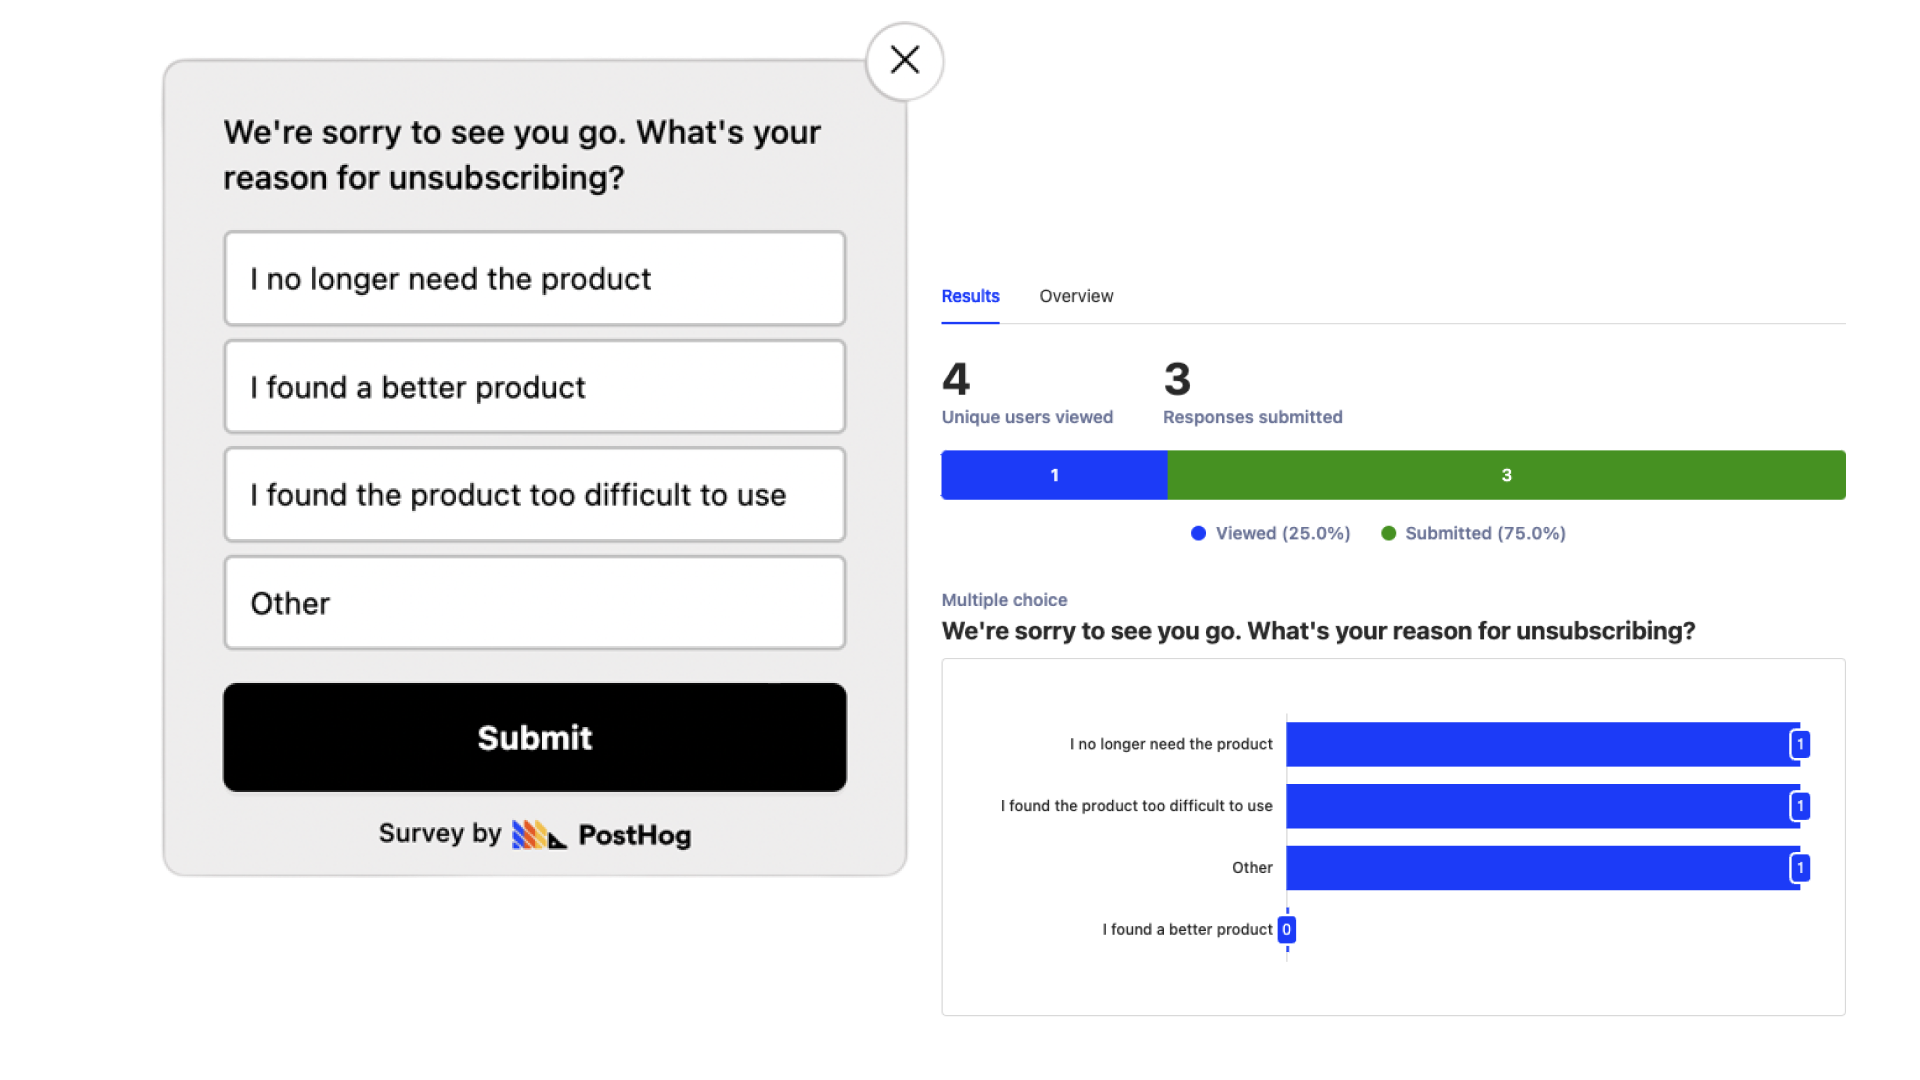 We're sorry to see you go. What's your
reason for unsubscribing?
I no longer need the product
I found a better product
I found the product too difficult to use
Other
Submit
Survey by PostHog
Results Overview
4 3
Unique users viewed Responses submitted
1 3
Viewed (25.0%) Submitted (75.0%)
Multiple choice
We're sorry to see you go. What's your reason for unsubscribing?
I no longer need the product 1
I found the product too difficult to use 1
Other 1
I found a better product 0